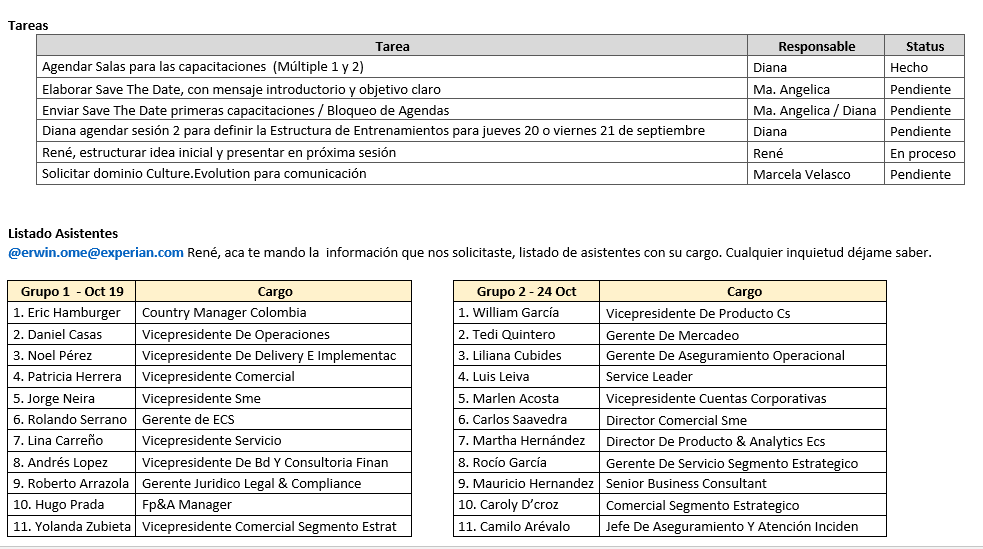 Tareas
Tarea Responsable Status
Agendar Salas para las capacitaciones (Múltiple 1 y 2) Diana Hecho
Elaborar Save The Date, con mensaje introductorio y objetivo claro Ma. Angelica Pendiente
Enviar Save The Date primeras capacitaciones / Bloqueo de Agendas Ma. Angelica / Diana Pendiente
Diana agendar sesión 2 para definir la Estructura de Entrenamientos para jueves 20 o viernes 21 de septiembre Diana Pendiente
René, estructurar idea inicial y presentar en próxima sesión René En proceso
Solicitar dominio Culture.Evolution para comunicación Marcela Velasco Pendiente
Listado Asistentes
@erwin.ome@experian.com René, aca te mando la información que nos solicitaste, listado de asistentes con su cargo. Cualquier inquietud déjame saber.
Grupo 1 - Oct 19 Cargo
1. Eric Hamburger Country Manager Colombia
2. Daniel Casas Vicepresidente De Operaciones
3. Noel Pérez Vicepresidente De Delivery E Implementac
4. Patricia Herrera Vicepresidente Comercial
5. Jorge Neira Vicepresidente Sme
6. Rolando Serrano Gerente de ECS
7. Lina Carreño Vicepresidente Servicio
8. Andrés Lopez Vicepresidente De Bd Y Consultoria Finan
9. Roberto Arrazola Gerente Juridico Legal & Compliance
10. Hugo Prada Fp&A Manager
11. Yolanda Zubieta Vicepresidente Comercial Segmento Estrat
Grupo 2 - 24 Oct Cargo
1. William García Vicepresidente De Producto Cs
2. Tedi Quintero Gerente De Mercadeo
3. Liliana Cubides Gerente De Aseguramiento Operacional
4. Luis Leiva Service Leader
5. Marlen Acosta Vicepresidente Cuentas Corporativas
6. Carlos Saavedra Director Comercial Sme
7. Martha Hernández Director De Producto & Analytics Ecs
8. Rocío García Gerente De Servicio Segmento Estrategico
9. Mauricio Hernandez Senior Business Consultant
10. Caroly D’croz Comercial Segmento Estrategico
11. Camilo Arévalo Jefe De Aseguramiento Y Atención Inciden